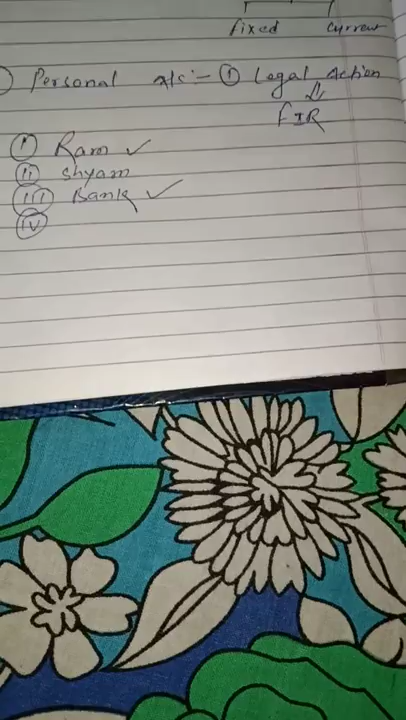 fixed current
Personal a/c :- ① Legal Action
⇓
FIR
(i) Ram ✓
(ii) Shyam
(iii) Bank ✓
(iv)